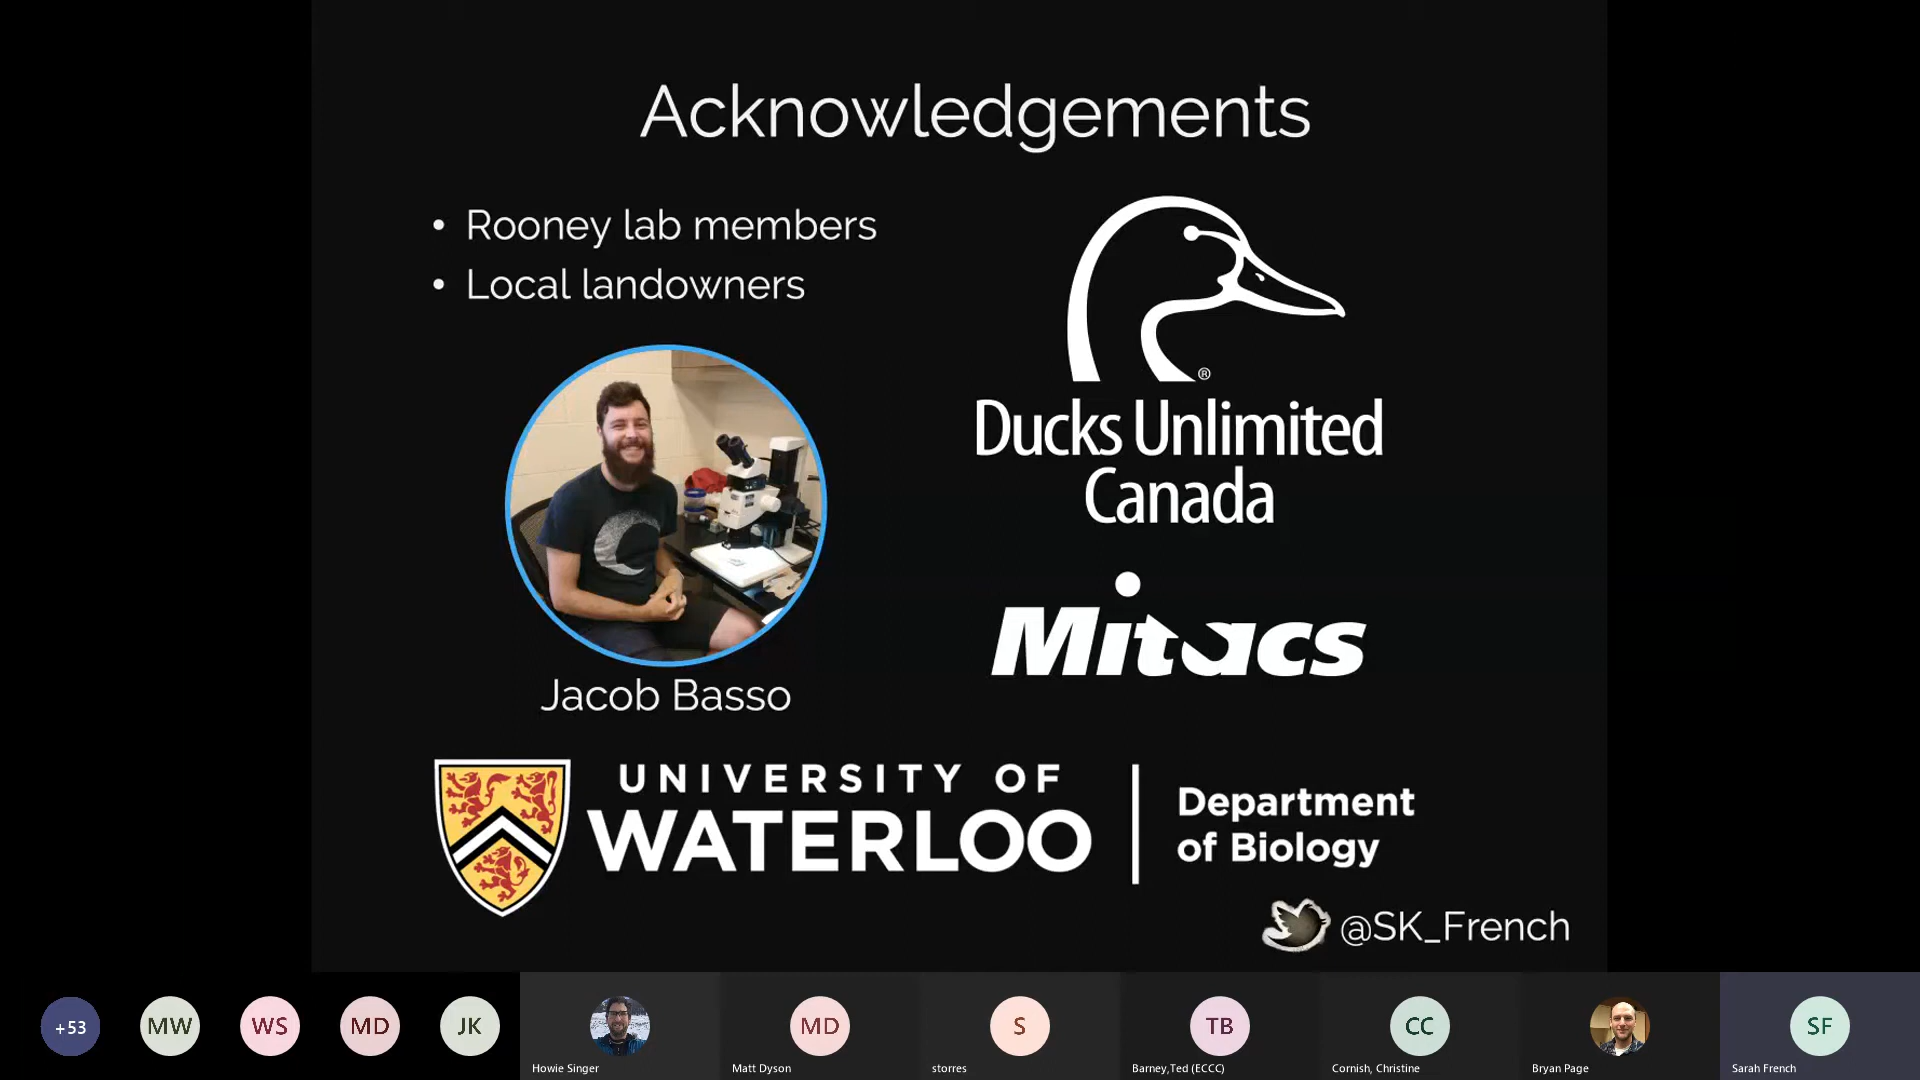 Acknowledgements
• Rooney lab members
• Local landowners
®
Ducks Unlimited
Canada
Mitacs
Jacob Basso
UNIVERSITY OF
WATERLOO
Department
of Biology
@SK_French
+53
MW
WS
MD
JK
Howie Singer
MD
Matt Dyson
S
storres
TB
Barney,Ted (ECCC)
CC
Cornish, Christine
Bryan Page
SF
Sarah French